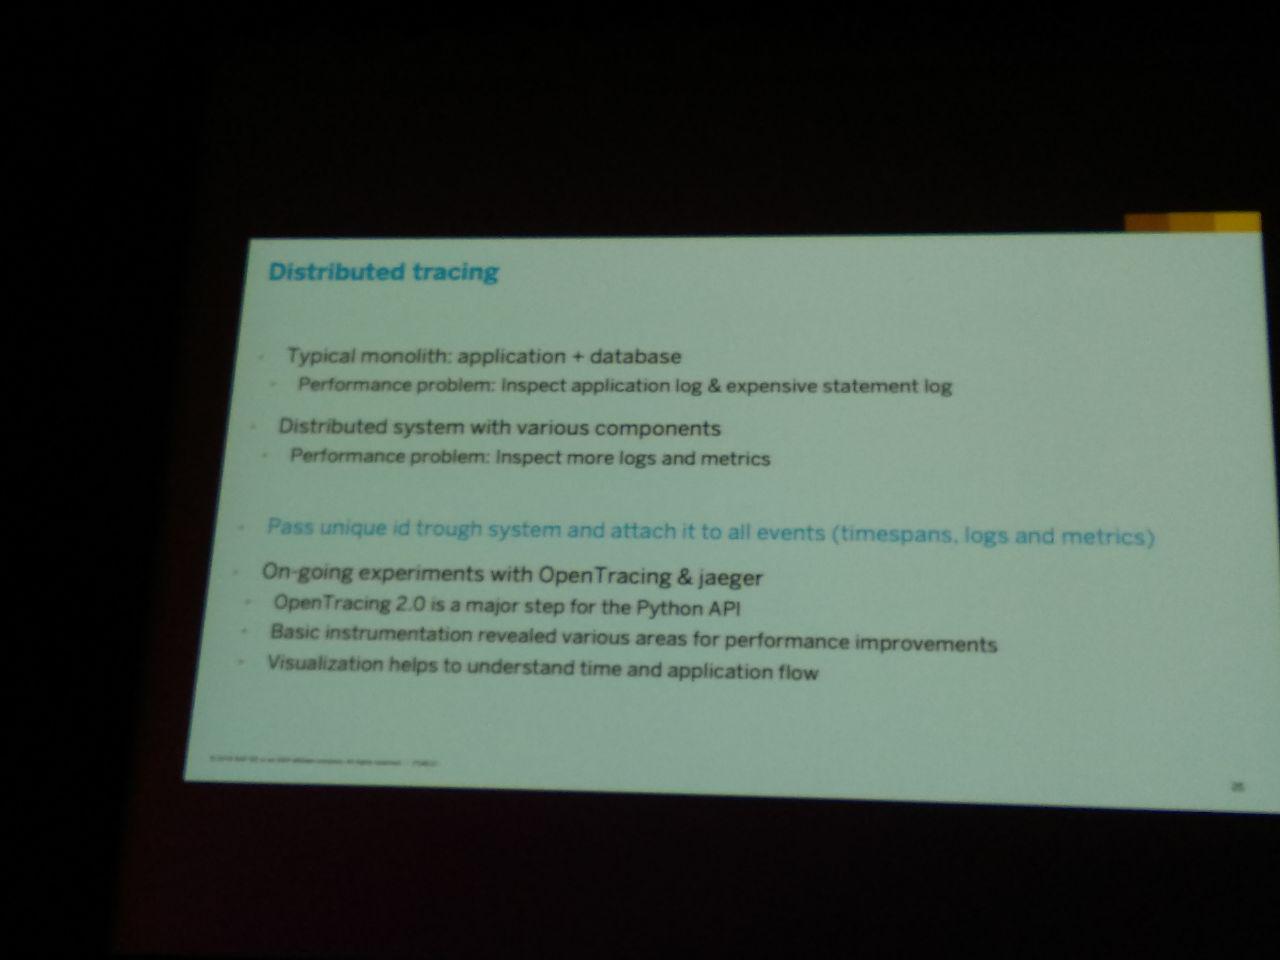 Distributed tracing
Typical monolith: application + database
Performance problem: Inspect application log & expensive statement log
Distributed system with various components
Performance problem: Inspect more logs and metrics
Pass unique id trough system and attach it to all events (timespans, logs and metrics)
On-going experiments with OpenTracing & jaeger
OpenTracing 2.0 is a major step for the Python API
Basic instrumentation revealed various areas for performance improvements
Visualization helps to understand time and application flow